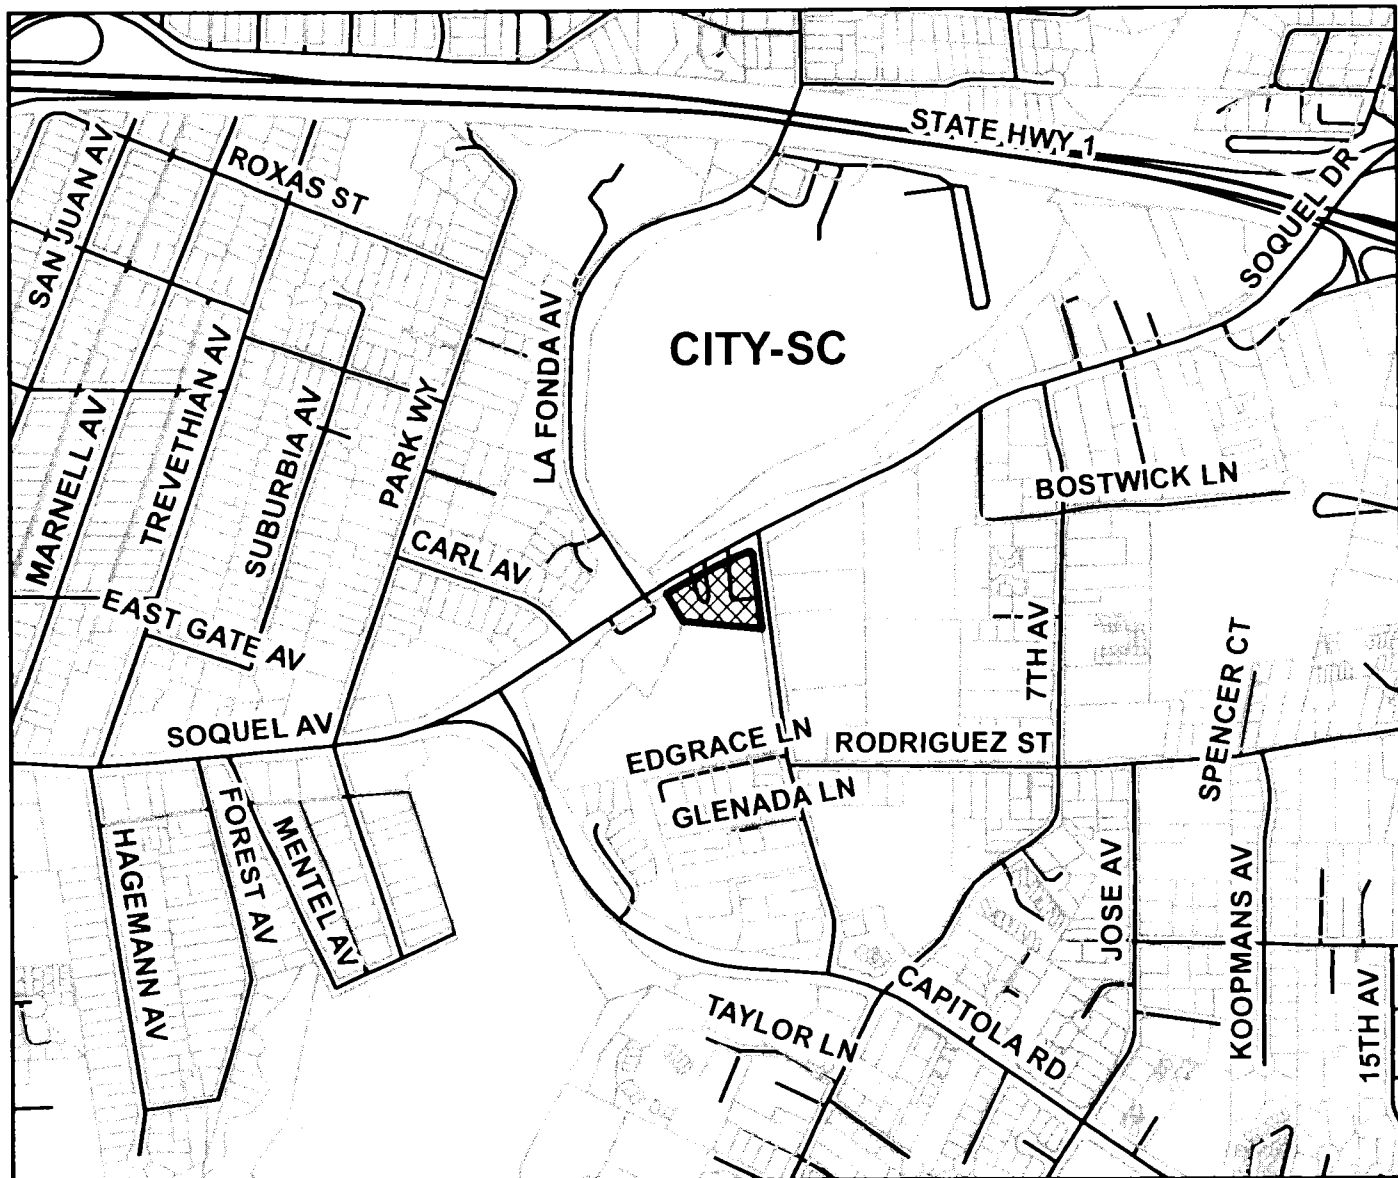 STATE HWY 1
SAN JUAN AV
ROXAS ST
SOQUEL DR
LA FONDA AV
CITY-SC
TREVETHIAN AV
MARNELL AV
SUBURBIA AV
PARK WY
BOSTWICK LN
CARL AV
EAST GATE AV
7TH AV
SPENCER CT
SOQUEL AV
EDGRACE LN
RODRIGUEZ ST
GLENADA LN
FOREST AV
MENTEL AV
HAGEMANN AV
JOSE AV
KOOPMANS AV
CAPITOLA RD
TAYLOR LN
15TH AV